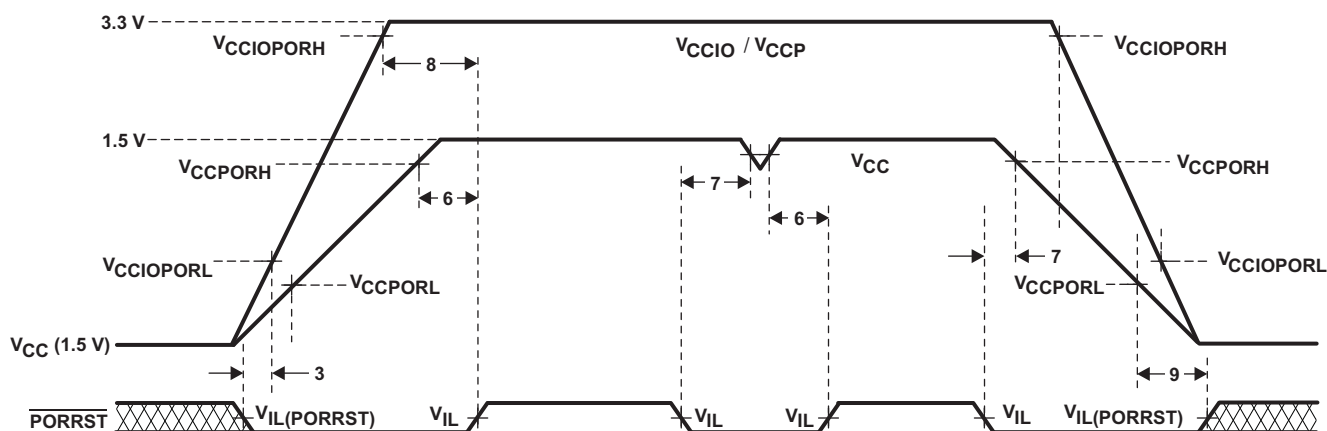 3.3 V
VCCIOPORH
VCCIO / VCCP
VCCIOPORH
8
1.5 V
VCCPORH
VCC
VCCPORH
7
6
6
7
VCCIOPORL
VCCPORL
VCCPORL
VCCIOPORL
VCC (1.5 V)
3
9
PORRST
VIL(PORRST)
VIL
VIL
VIL
VIL
VIL(PORRST)